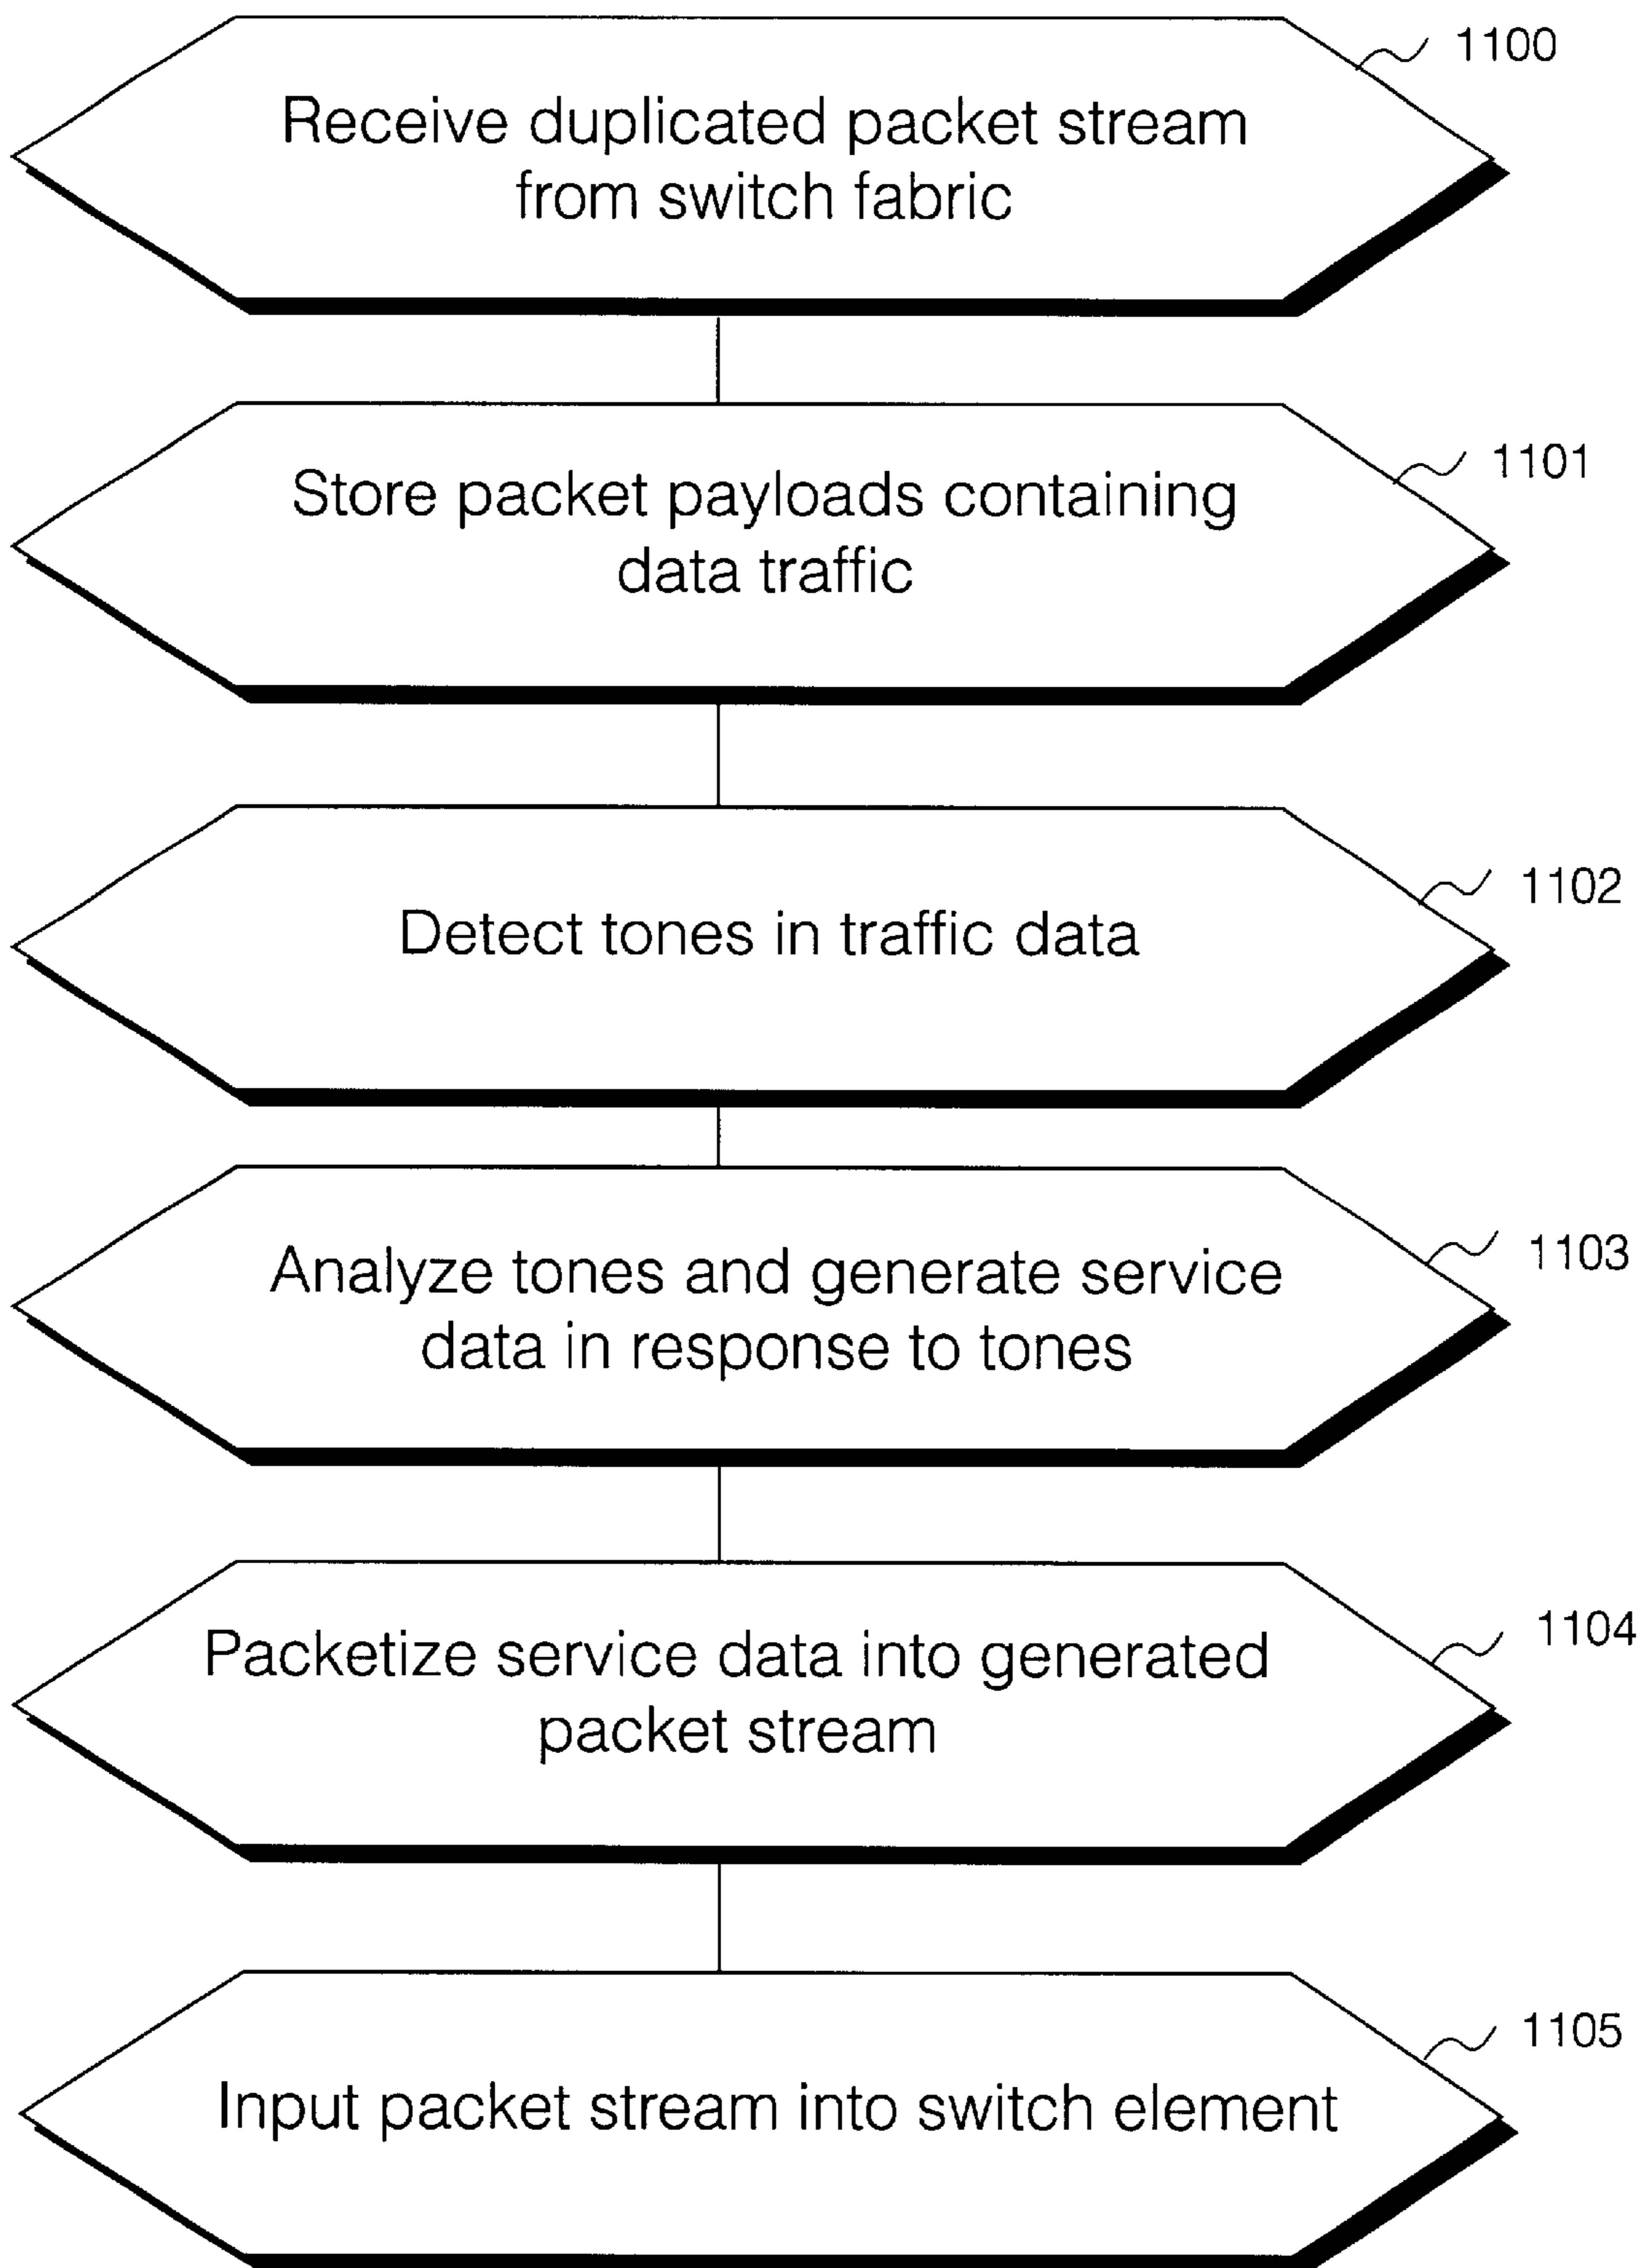 1100
Receive duplicated packet stream
from switch fabric
1101
Store packet payloads containing
data traffic
1102
Detect tones in traffic data
1103
Analyze tones and generate service
data in response to tones
1104
Packetize service data into generated
packet stream
1105
Input packet stream into switch element